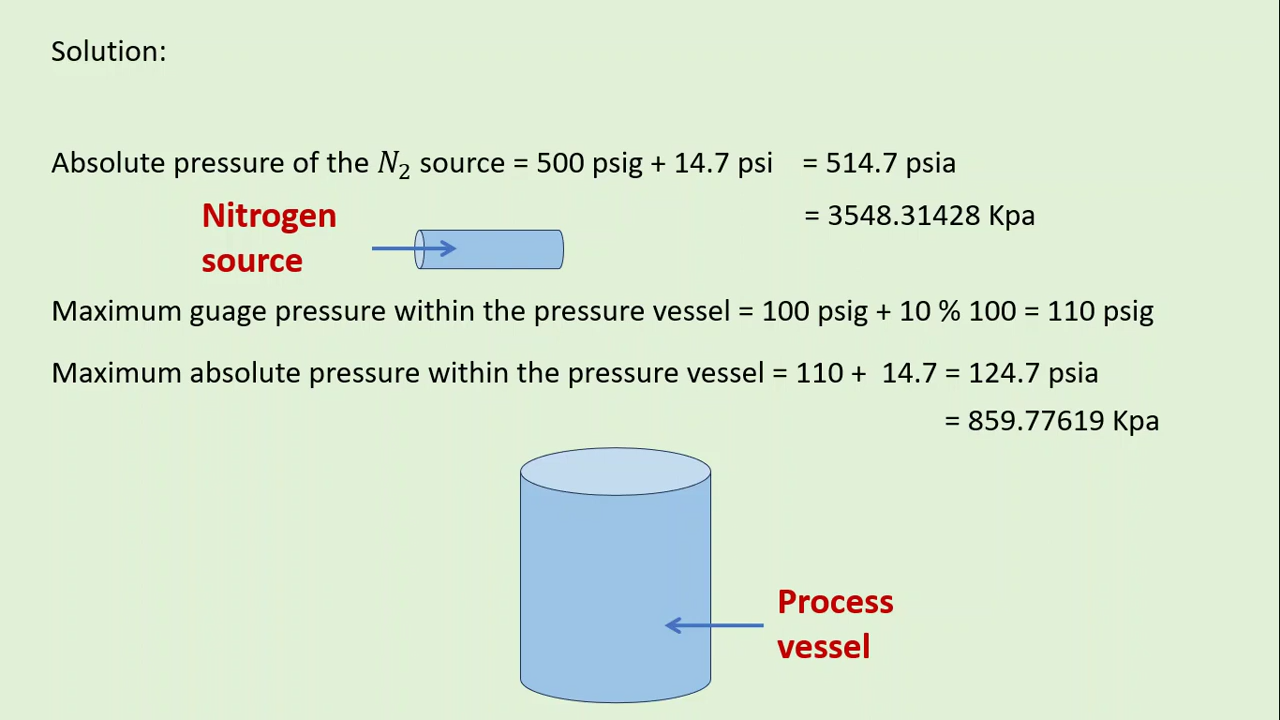 Solution:
Absolute pressure of the N₂ source = 500 psig + 14.7 psi = 514.7 psia
= 3548.31428 Kpa
Nitrogen
source
Maximum guage pressure within the pressure vessel = 100 psig + 10 % 100 = 110 psig
Maximum absolute pressure within the pressure vessel = 110 + 14.7 = 124.7 psia
= 859.77619 Kpa
Process
vessel